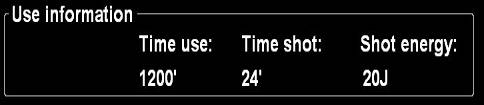 Use information
Time use: Time shot: Shot energy:
1200' 24' 20J